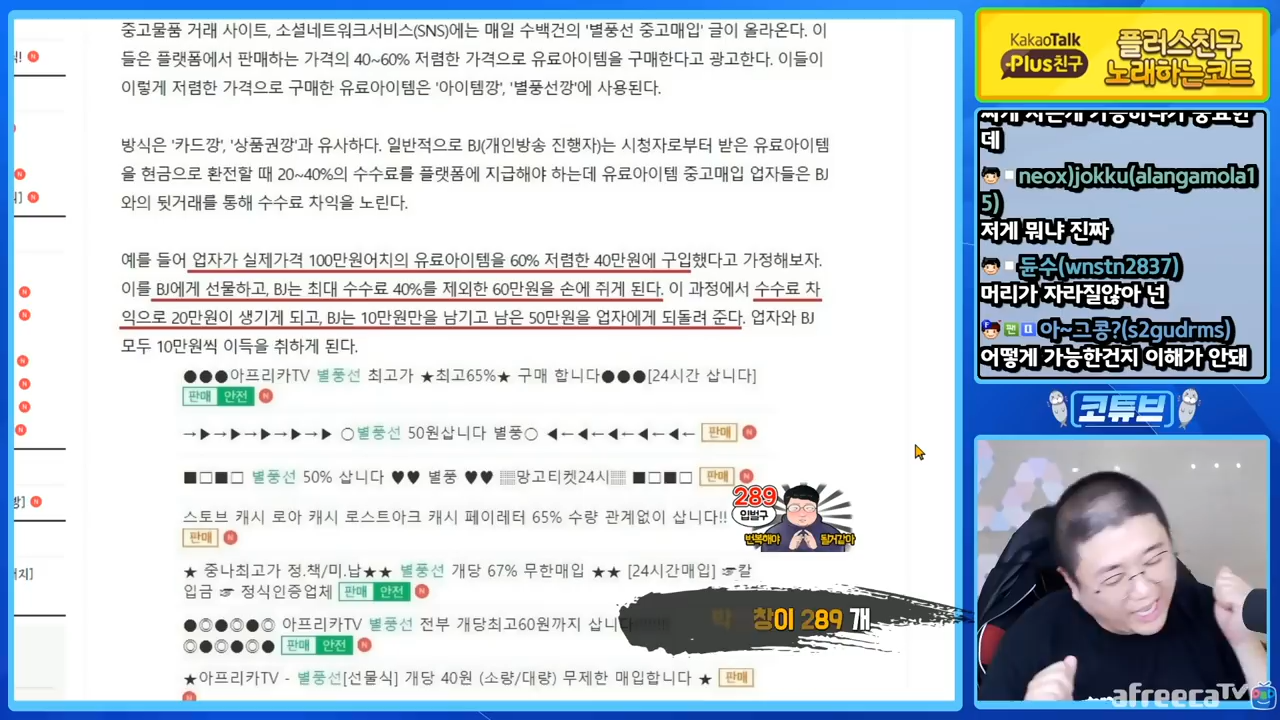 중고물품 거래 사이트, 소셜네트워크서비스(SNS)에는 매일 수백건의 '별풍선 중고매입' 글이 올라온다. 이
들은 플랫폼에서 판매하는 가격의 40~60% 저렴한 가격으로 유료아이템을 구매한다고 광고한다. 이들이
이렇게 저렴한 가격으로 구매한 유료아이템은 '아이템깡', '별풍선깡'에 사용된다.
방식은 '카드깡', '상품권깡'과 유사하다. 일반적으로 BJ(개인방송 진행자)는 시청자로부터 받은 유료아이템
을 현금으로 환전할 때 20~40%의 수수료를 플랫폼에 지급해야 하는데 유료아이템 중고매입 업자들은 BJ
와의 뒷거래를 통해 수수료 차익을 노린다.
예를 들어 업자가 실제가격 100만원어치의 유료아이템을 60% 저렴한 40만원에 구입했다고 가정해보자.
이를 BJ에게 선물하고, BJ는 최대 수수료 40%를 제외한 60만원을 손에 쥐게 된다. 이 과정에서 수수료 차
익으로 20만원이 생기게 되고, BJ는 10만원만을 남기고 남은 50만원을 업자에게 되돌려 준다. 업자와 BJ
모두 10만원씩 이득을 취하게 된다.
●●●아프리카TV 별풍선 최고가 ★최고65%★ 구매 합니다●●●[24시간 삽니다]
판매 안전 N
→▶→▶→▶→▶→▶ ○별풍선 50원삽니다 별풍○ ◀←◀←◀←◀←◀← 판매 N
■□■□ 별풍선 50% 삽니다 ♥♥ 별풍 ♥♥ ▒망고티켓24시▒ ■□■□ 판매 N
스토브 캐시 로아 캐시 로스트아크 캐시 페이레터 65% 수량 관계없이 삽니다!!
판매 N
★ 중나최고가 정.책/미.납★★ 별풍선 개당 67% 무한매입 ★★ [24시간매입] ☞칼
입금 ☞ 정식인증업체 판매 안전 N
●◎●◎●◎ 아프리카TV 별풍선 전부 개당최고60원까지 삽니
◎●◎●◎● 판매 안전 N
★아프리카TV - 별풍선[선물식] 개당 40원 (소량/대량) 무제한 매입합니다 ★ 판매
N
289
입벌구
반복해야 될거같아
창이 289 개
KakaoTalk
Plus친구
플러스친구
노래하는코트
데
neox)jokku(alangamola1
5)
저게 뭐냐 진짜
듄수(wnstn2837)
머리가 자라질않아 넌
팬 아~그콩?(s2gudrms)
어떻게 가능한건지 이해가 안돼
코튜브
afreecaTV